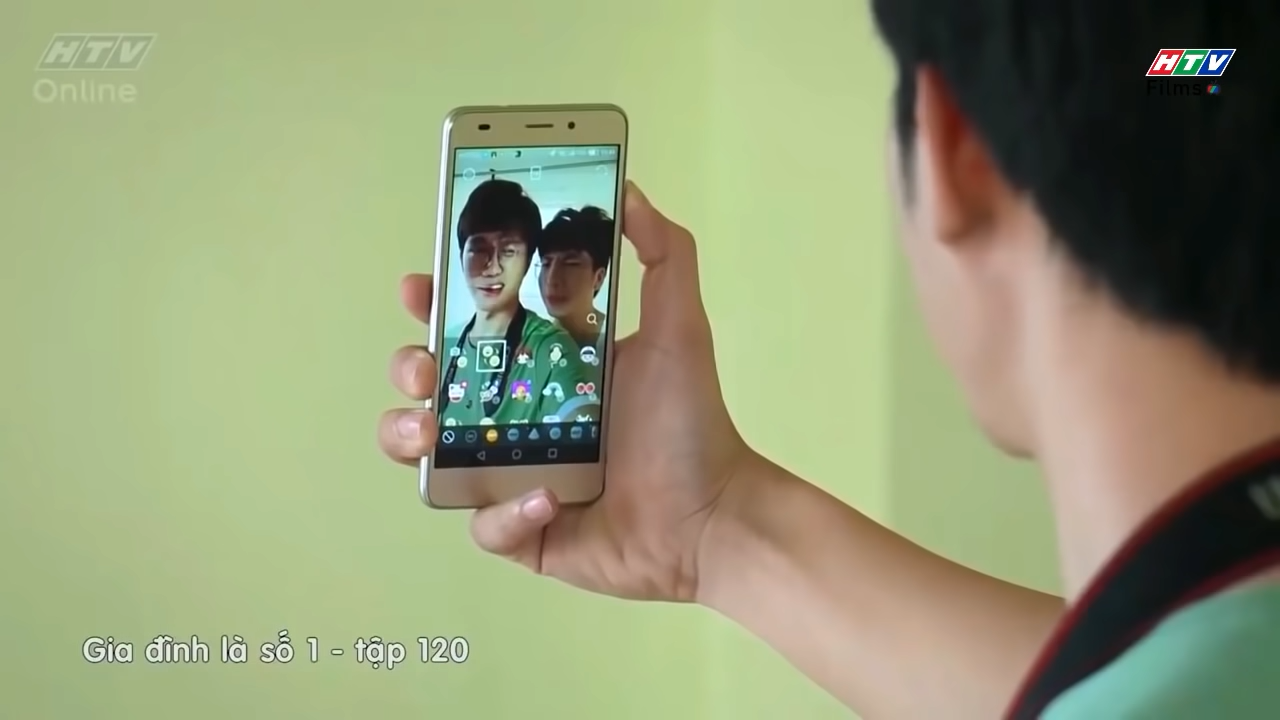 HTV
Online
HTV
Films
Gia đình là số 1 - tập 120